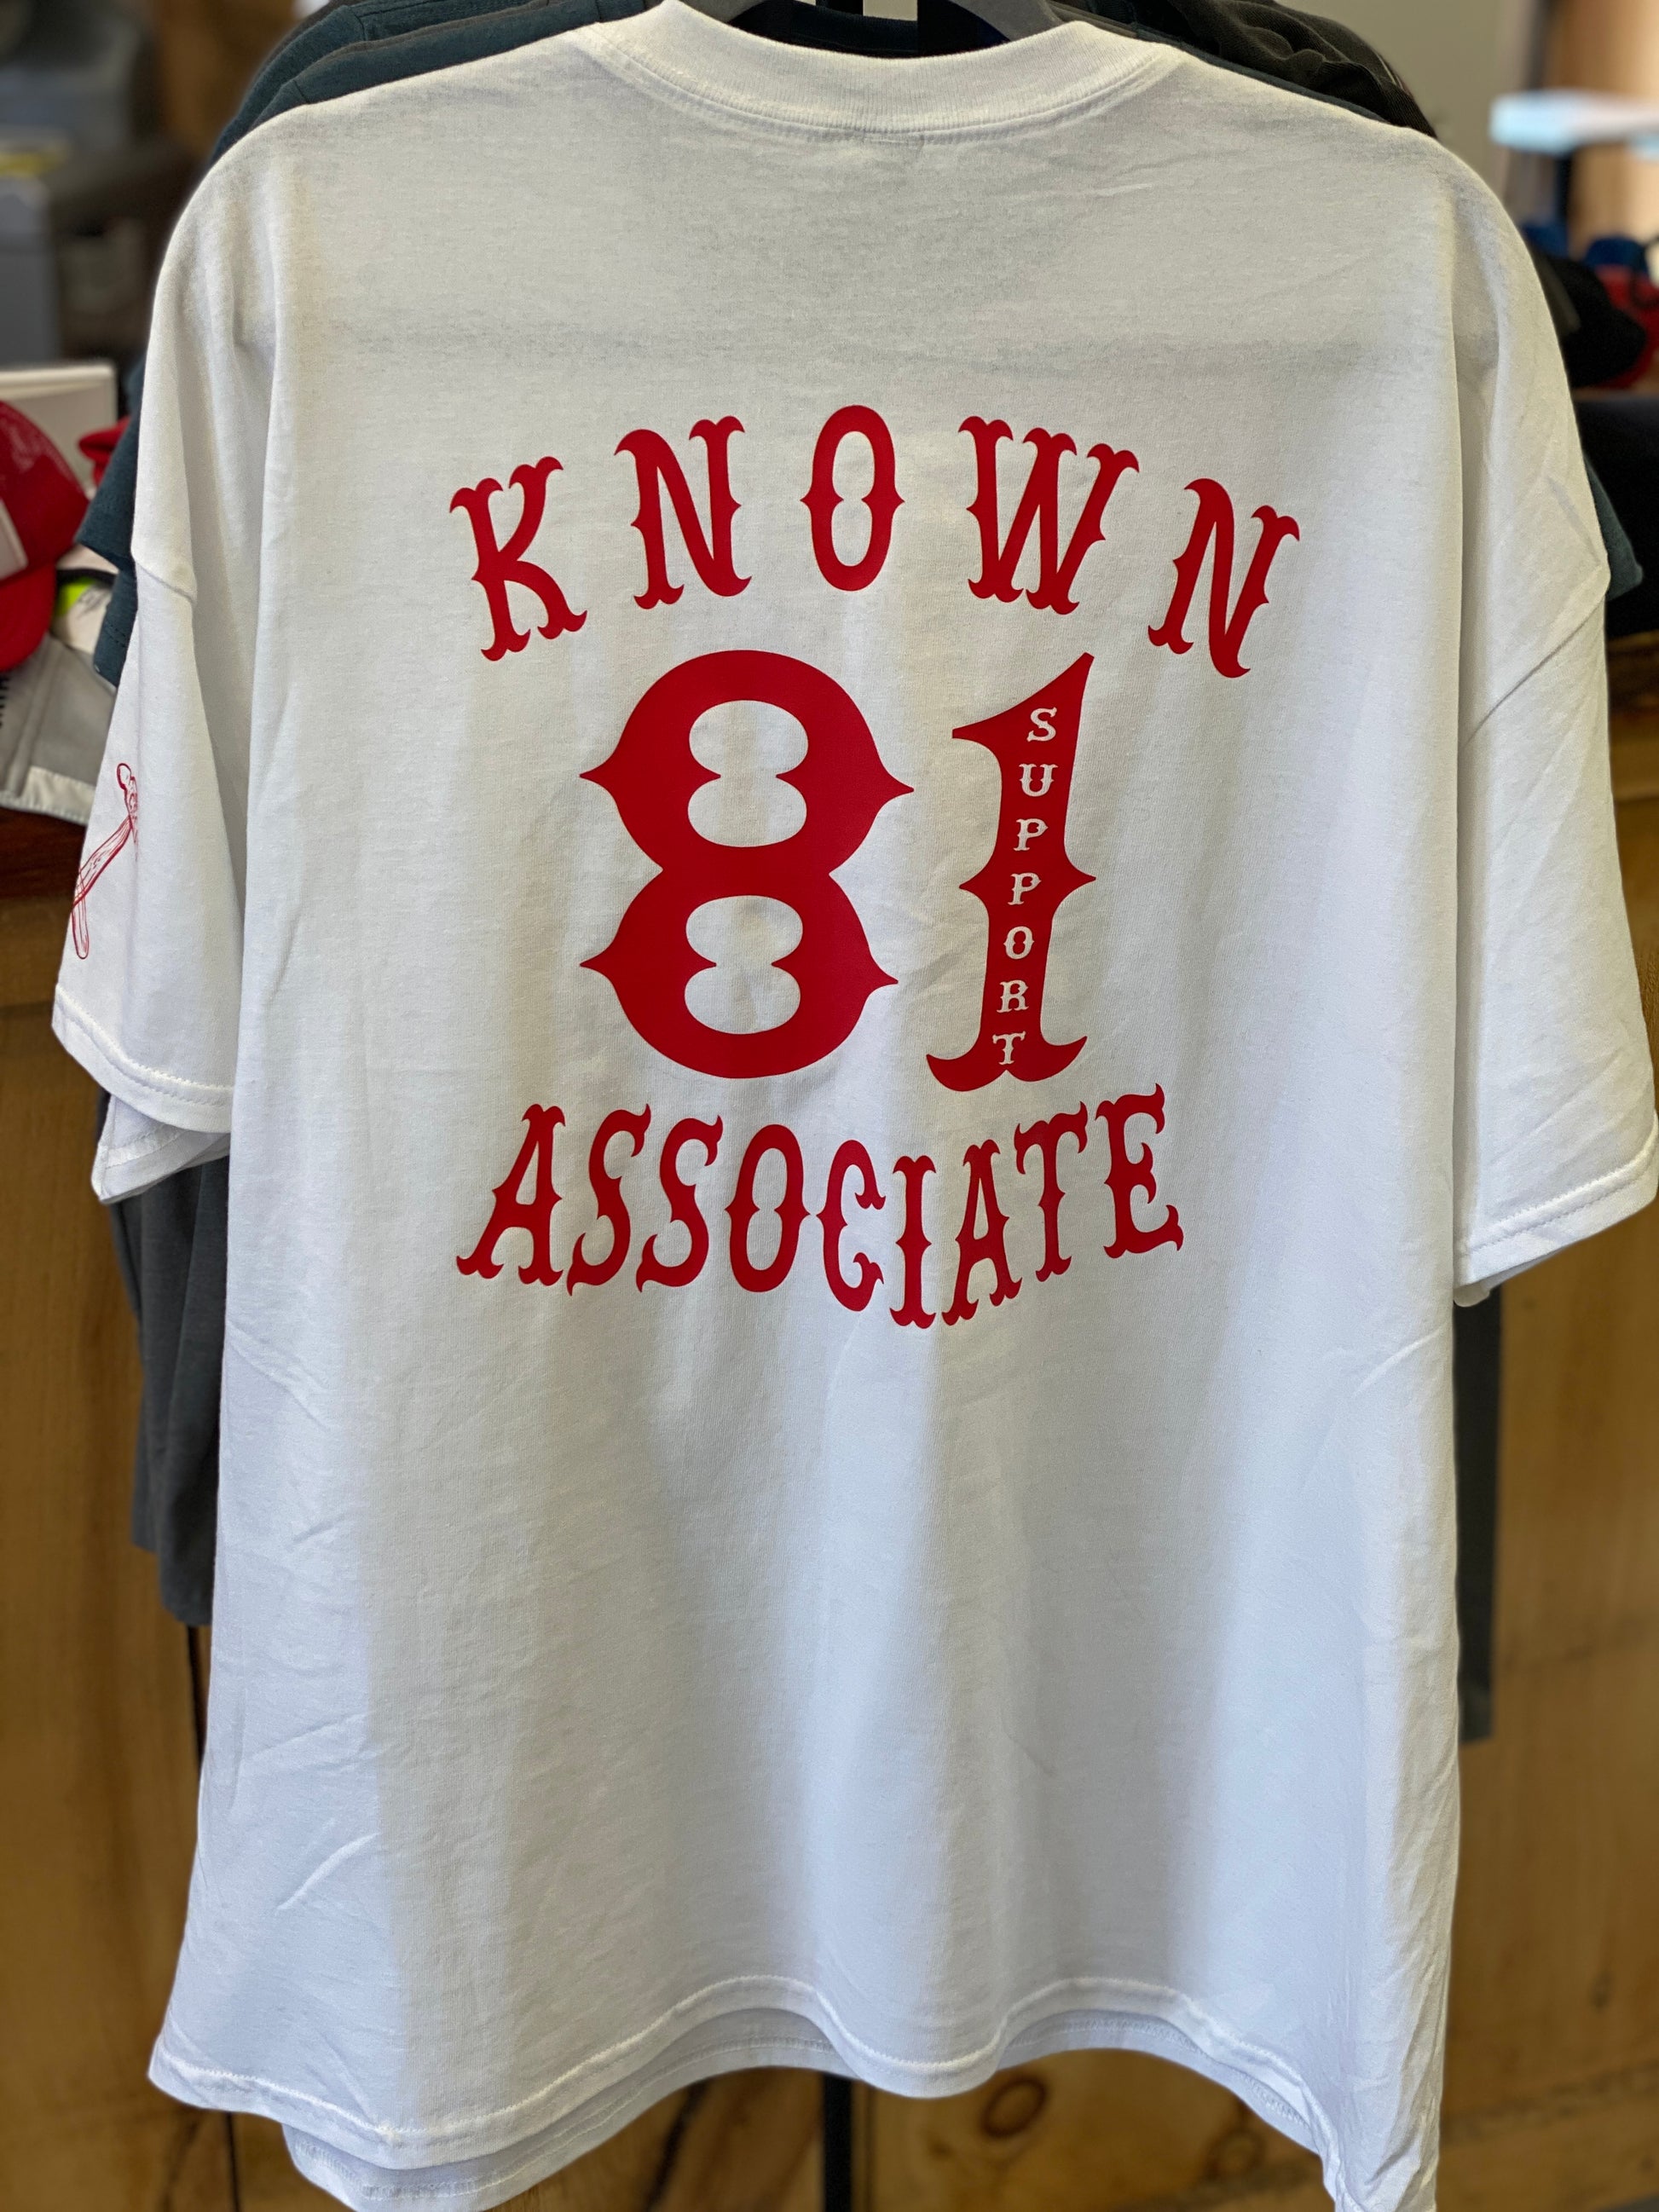 KNOWN
81
SUPPORT
ASSOCIATE